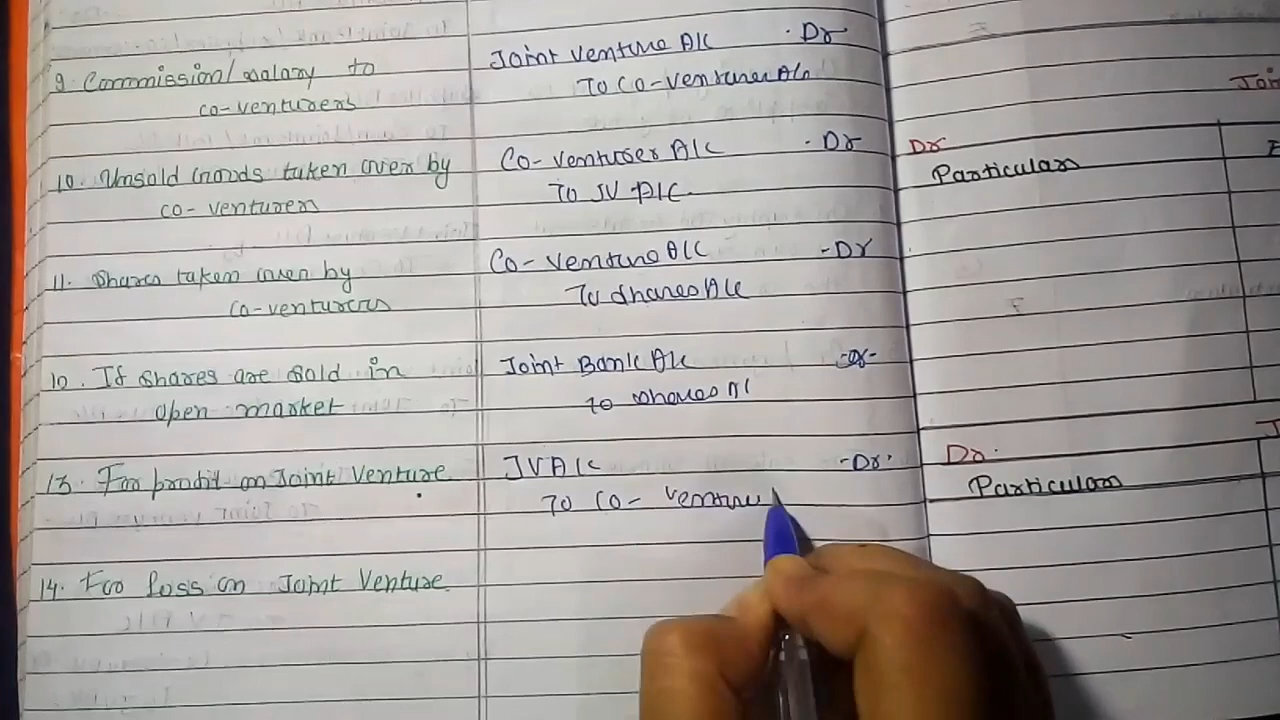 9. Commission/salary to
co-venturers
Joint Venture A/c - Dr
To Co-Venturer A/c
10. Unsold Goods taken over by
co-venturers
Co-Venturer A/c - Dr
To JV A/c
11. Shares taken over by
co-venturers
Co-Venture A/c - Dr
To Shares A/c
12. If shares are sold in
open market
Joint Bank A/c -Dr-
To Shares A/c
13. For profit on Joint Venture
JV A/c -Dr.
To Co-Venture
14. For Loss on Joint Venture
Dr
Particulars
Dr.
Particulars